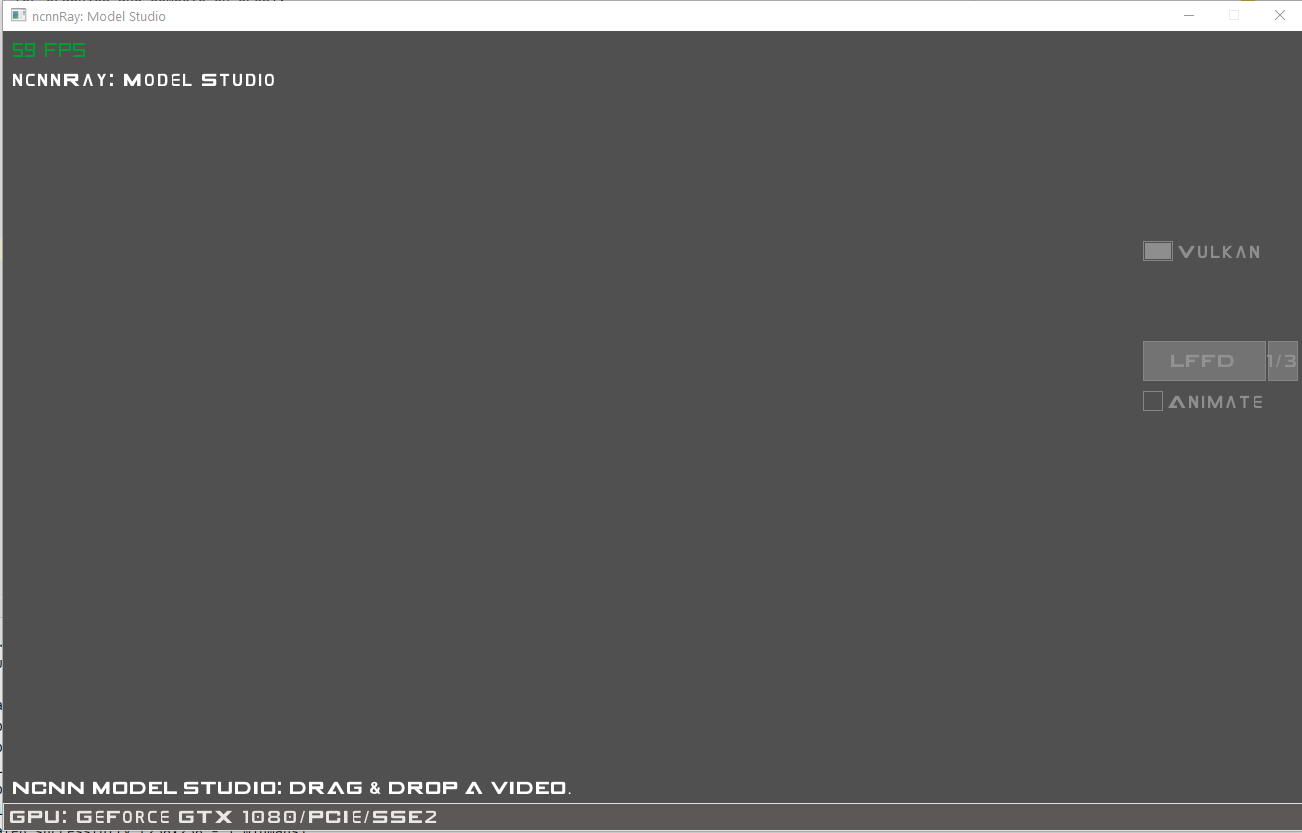 ncnnRay: Model Studio
59 FPS
ncnnRay: Model Studio
Vulkan
LFFD 1/3
Animate
NCNN MODEL STUDIO: DRAG & DROP A VIDEO.
GPU: GeForce GTX 1080/PCIe/SSE2